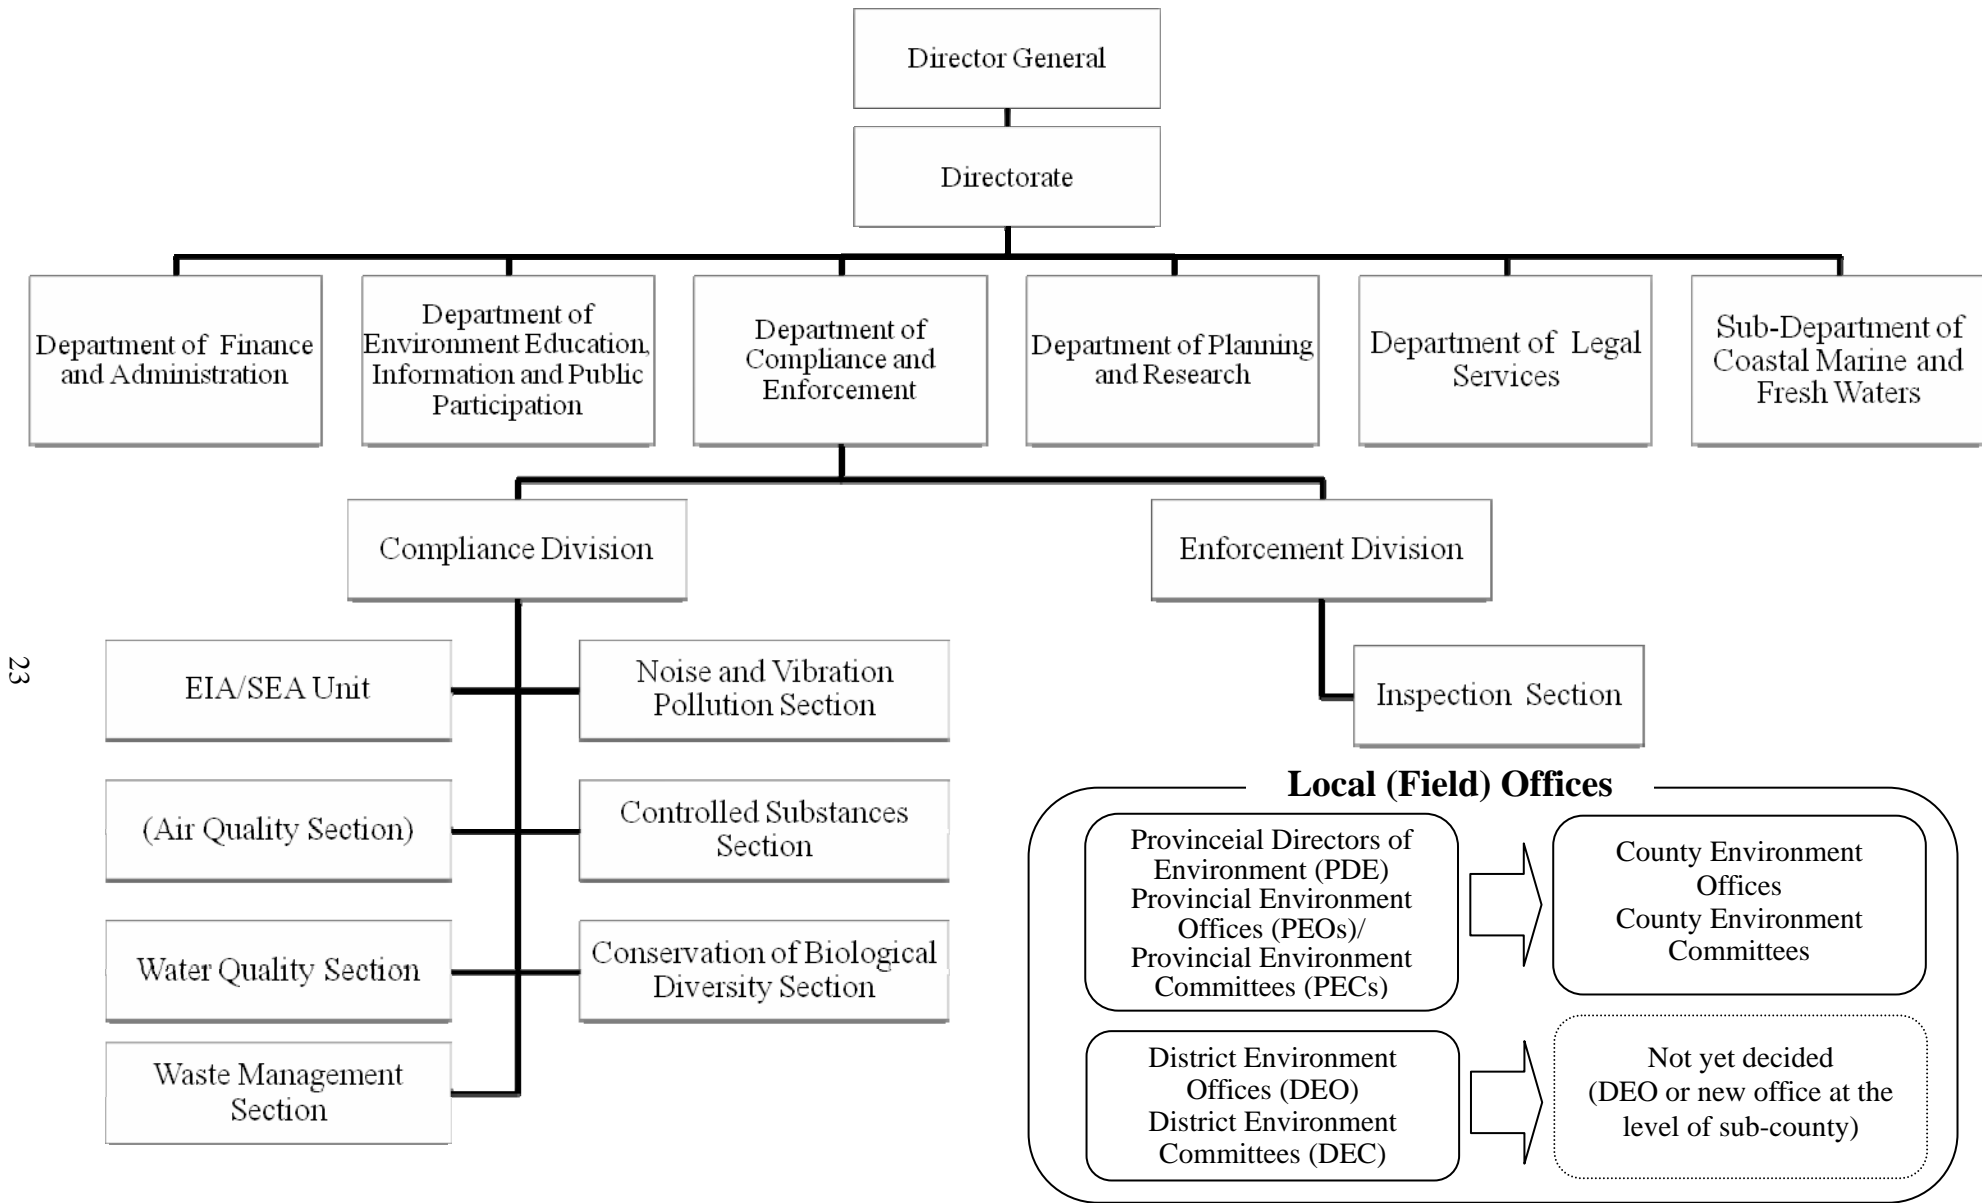 Director General
Directorate
Department of Finance
and Administration
Department of
Environment Education,
Information and Public
Participation
Department of
Compliance and
Enforcement
Department of Planning
and Research
Department of Legal
Services
Sub-Department of
Coastal Marine and
Fresh Waters
Compliance Division
Enforcement Division
EIA/SEA Unit
Noise and Vibration
Pollution Section
(Air Quality Section)
Controlled Substances
Section
Water Quality Section
Conservation of Biological
Diversity Section
Waste Management
Section
Inspection Section
Local (Field) Offices
Provinceial Directors of
Environment (PDE)
Provincial Environment
Offices (PEOs)/
Provincial Environment
Committees (PECs)
County Environment
Offices
County Environment
Committees
District Environment
Offices (DEO)
District Environment
Committees (DEC)
Not yet decided
(DEO or new office at the
level of sub-county)
23